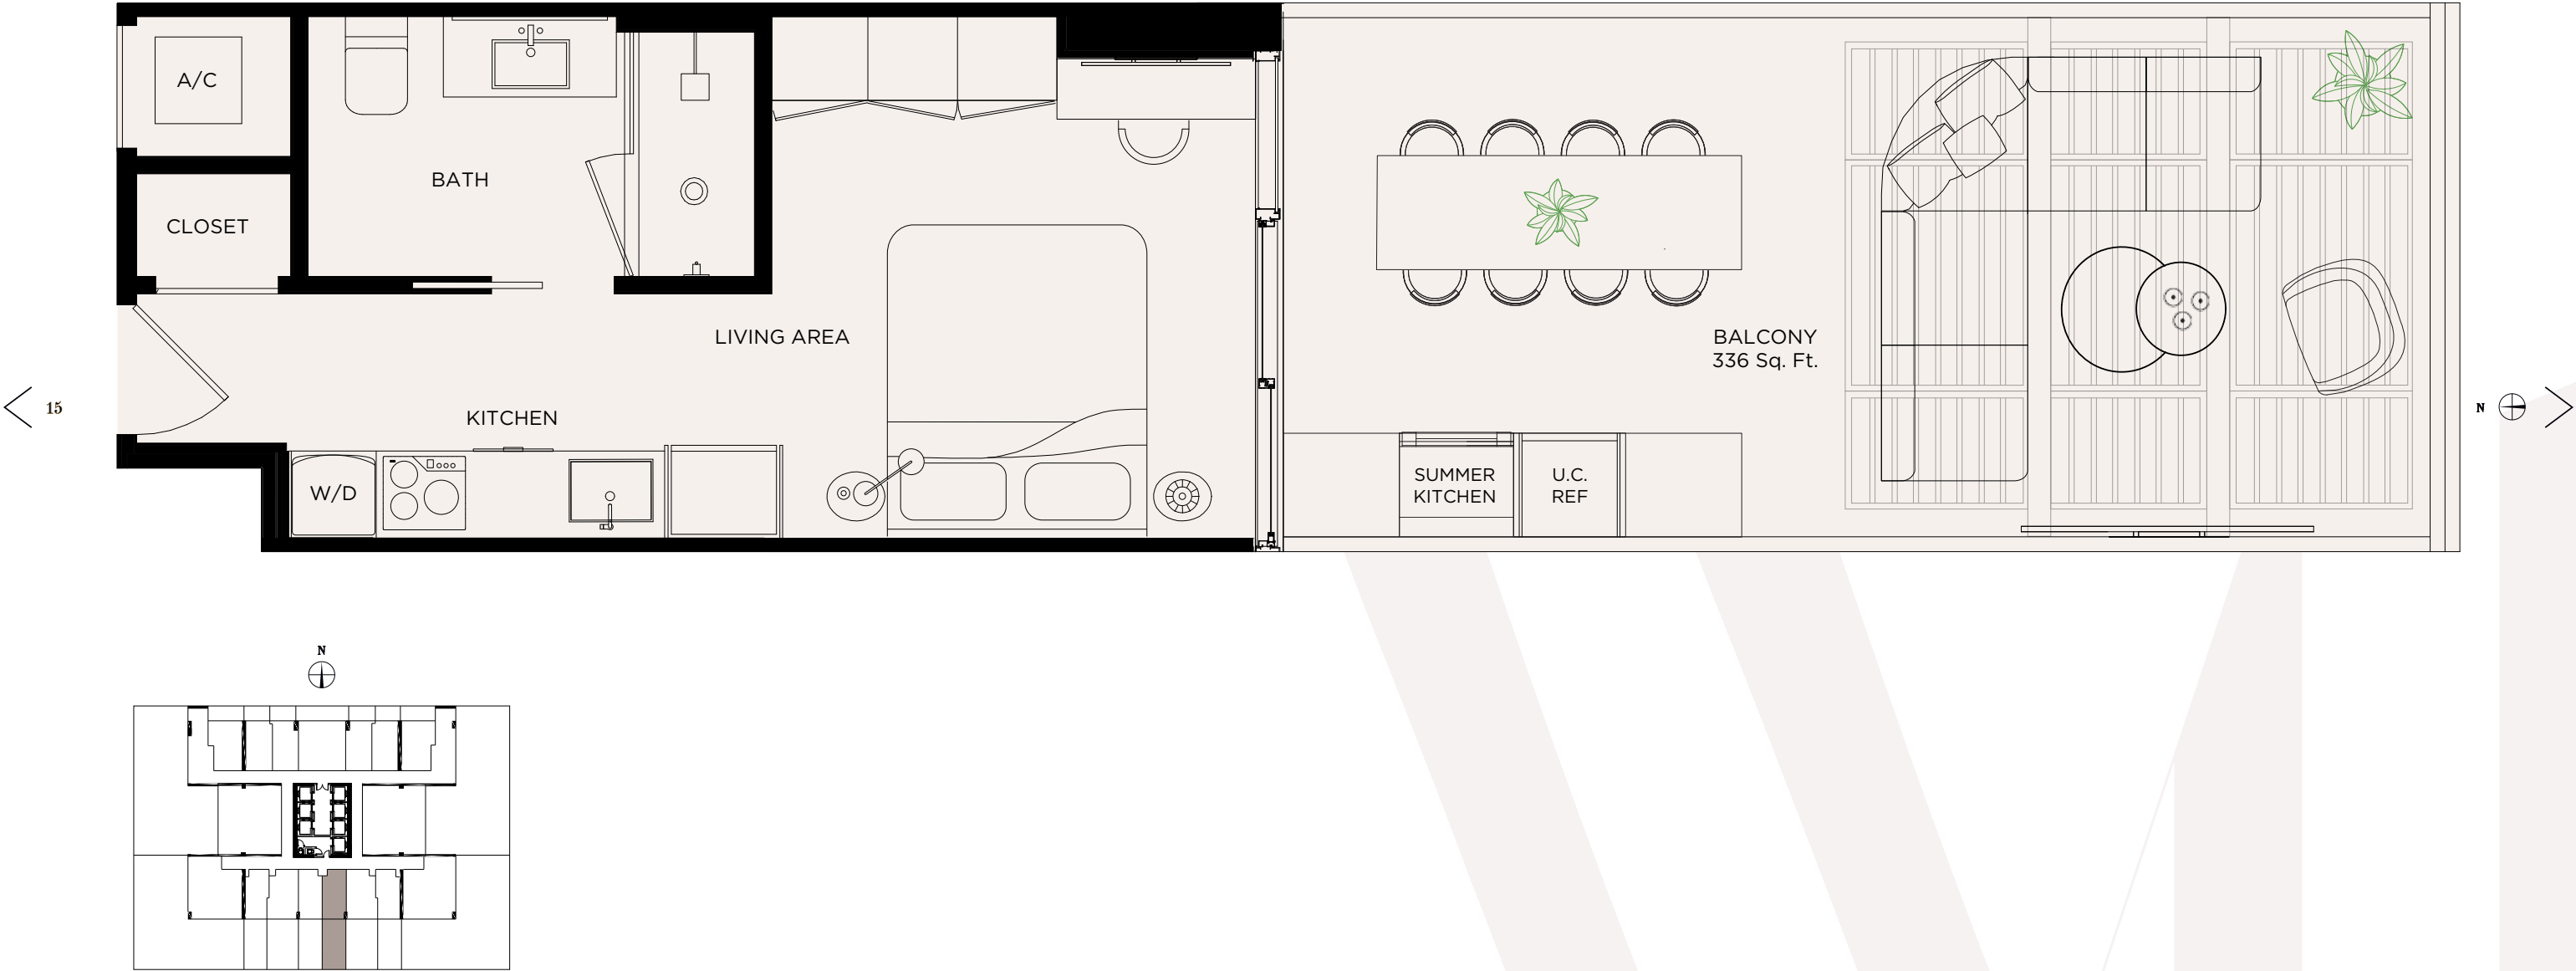 A/C
BATH
CLOSET
LIVING AREA
BALCONY
336 Sq. Ft.
15
KITCHEN
N
SUMMER
KITCHEN
U.C.
REF
W/D
N